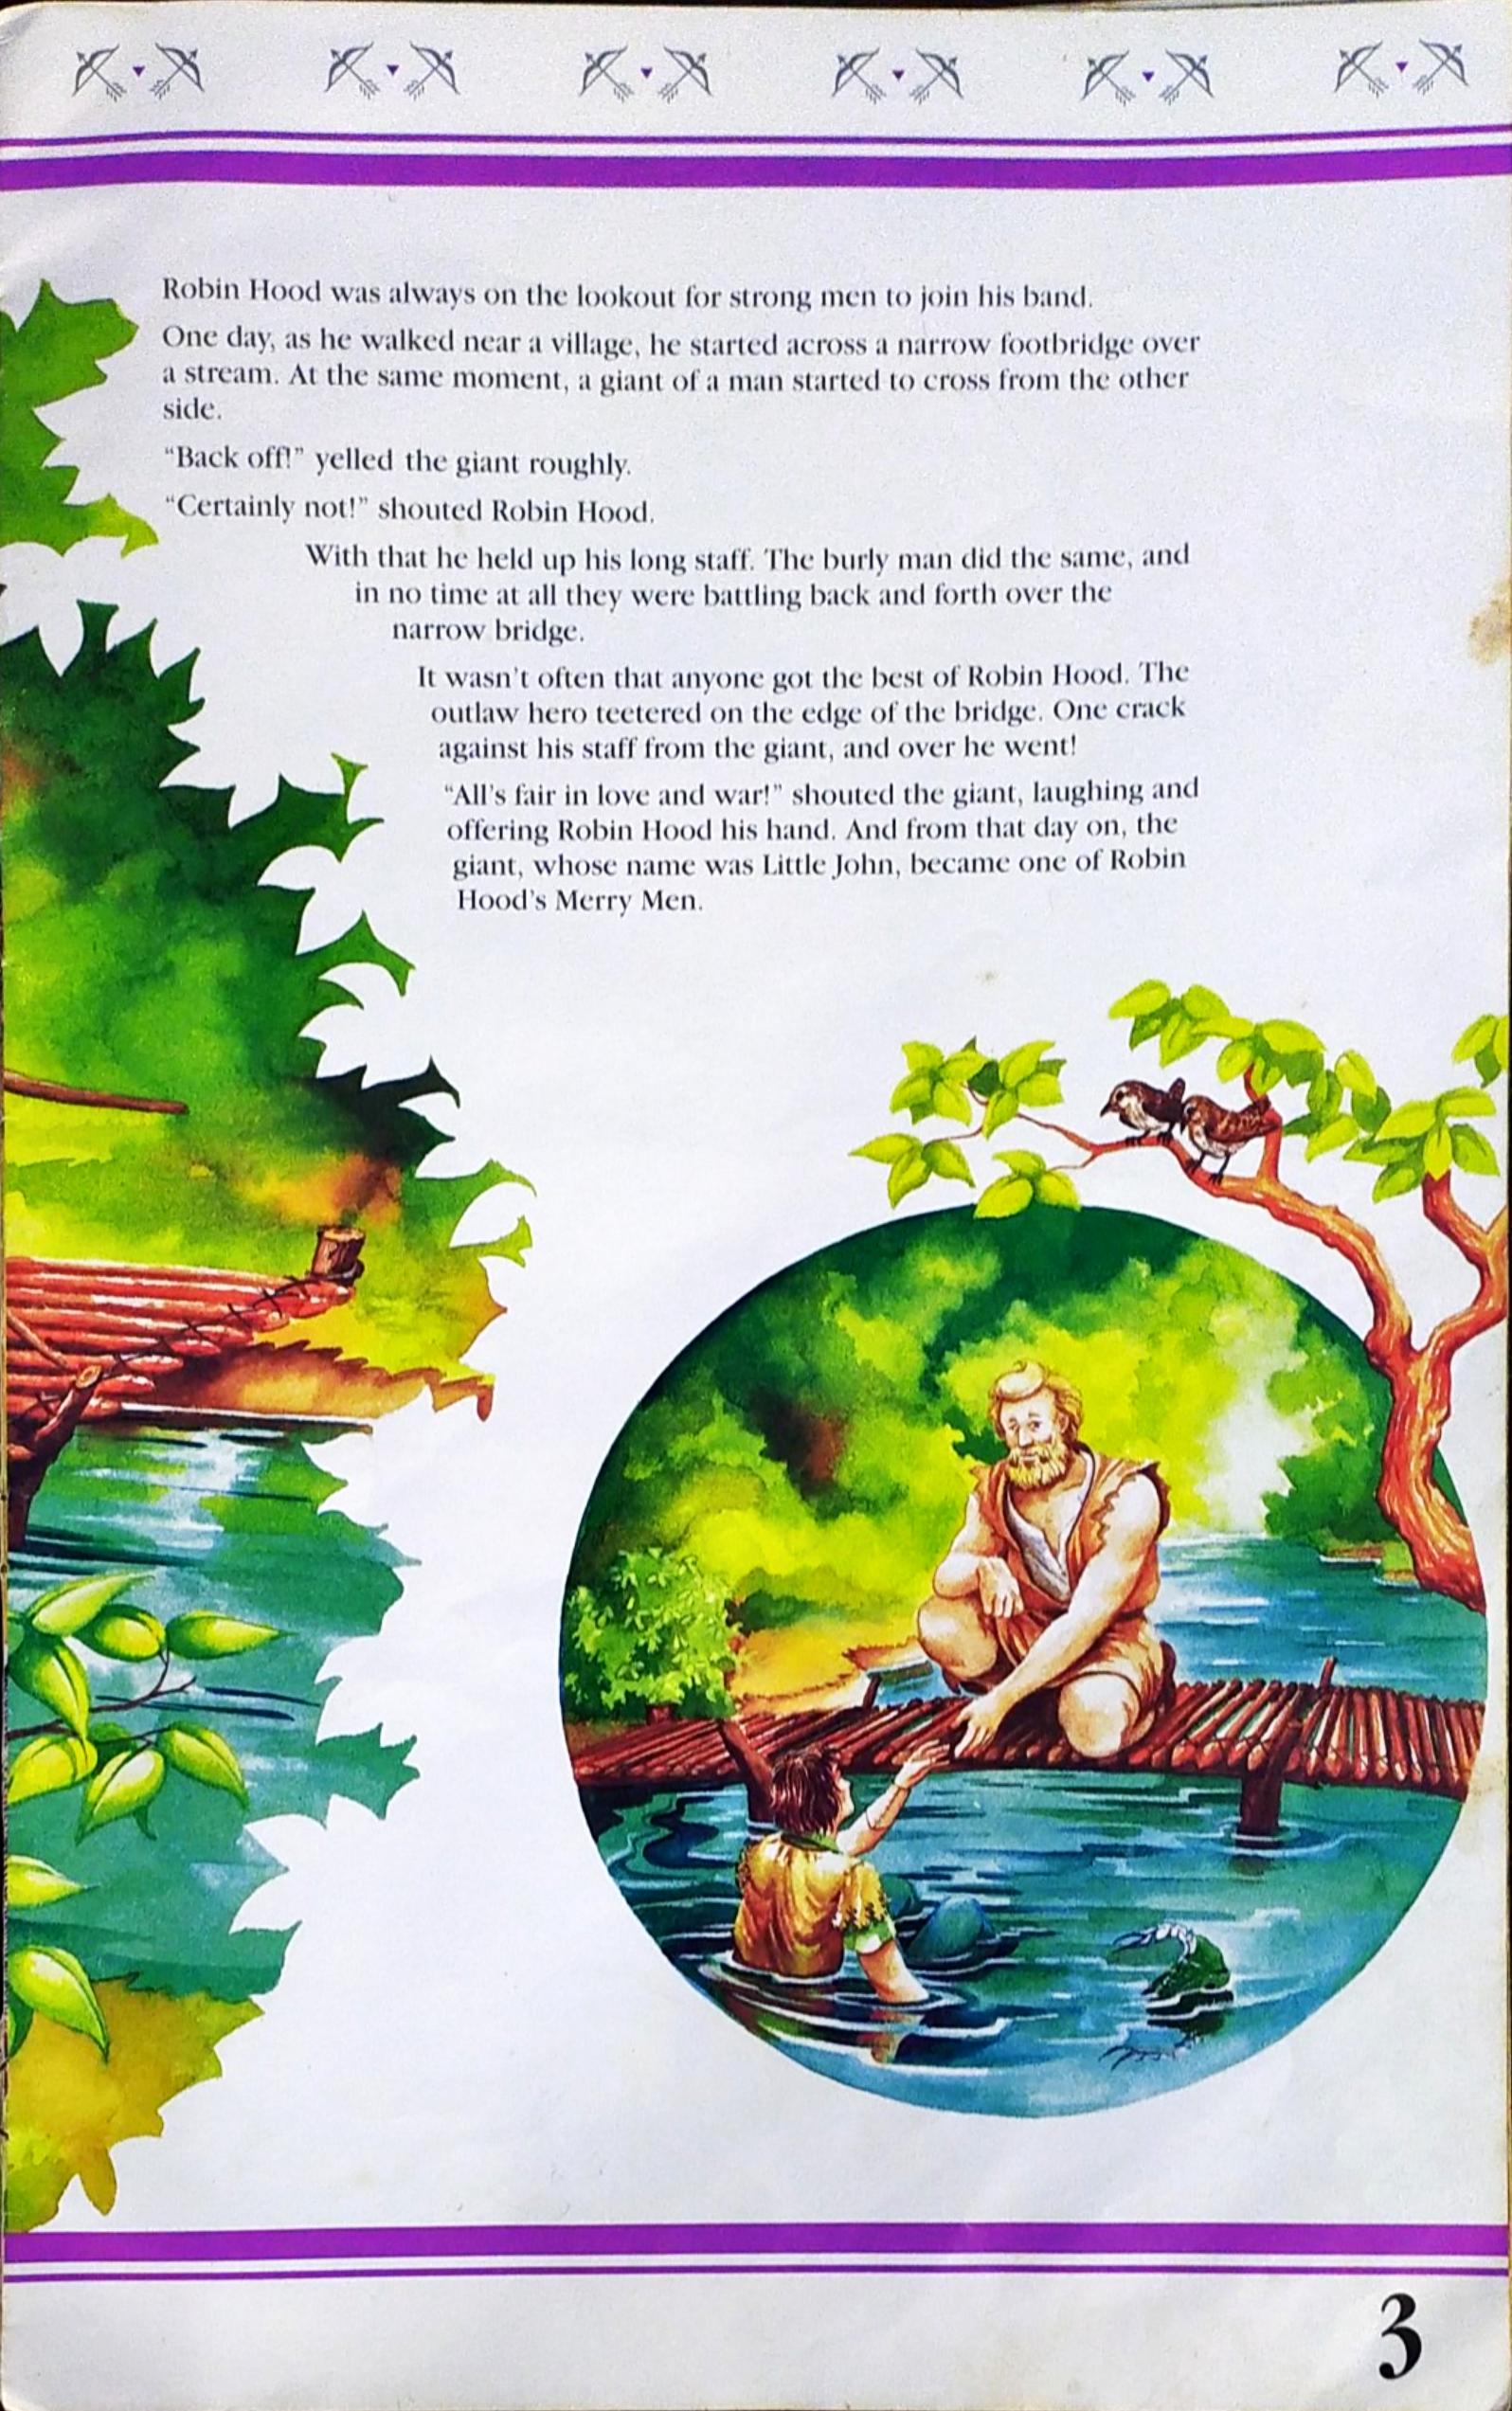 Robin Hood was always on the lookout for strong men to join his band.
One day, as he walked near a village, he started across a narrow footbridge over
a stream. At the same moment, a giant of a man started to cross from the other
side.
“Back off!” yelled the giant roughly.
“Certainly not!” shouted Robin Hood.
With that he held up his long staff. The burly man did the same, and
in no time at all they were battling back and forth over the
narrow bridge.
It wasn't often that anyone got the best of Robin Hood. The
outlaw hero teetered on the edge of the bridge. One crack
against his staff from the giant, and over he went!
“All's fair in love and war!” shouted the giant, laughing and
offering Robin Hood his hand. And from that day on, the
giant, whose name was Little John, became one of Robin
Hood's Merry Men.
3